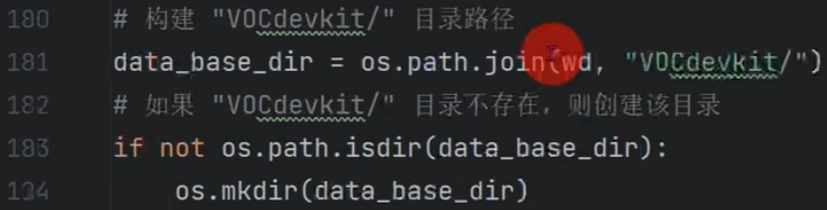 180 # 构建 "VOCdevkit/" 目录路径
181 data_base_dir = os.path.join(wd, "VOCdevkit/")
182 # 如果 "VOCdevkit/" 目录不存在，则创建该目录
183 if not os.path.isdir(data_base_dir):
184 os.mkdir(data_base_dir)